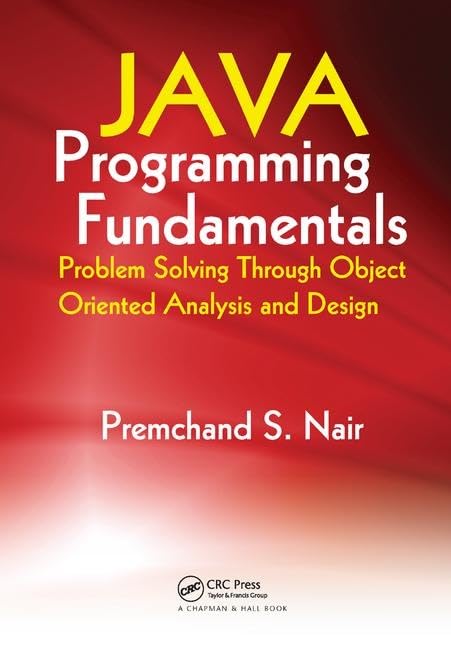 JAVA
Programming
Fundamentals
Problem Solving Through Object
Oriented Analysis and Design
Premchand S. Nair
CRC CRC Press
Taylor & Francis Group
A CHAPMAN & HALL BOOK